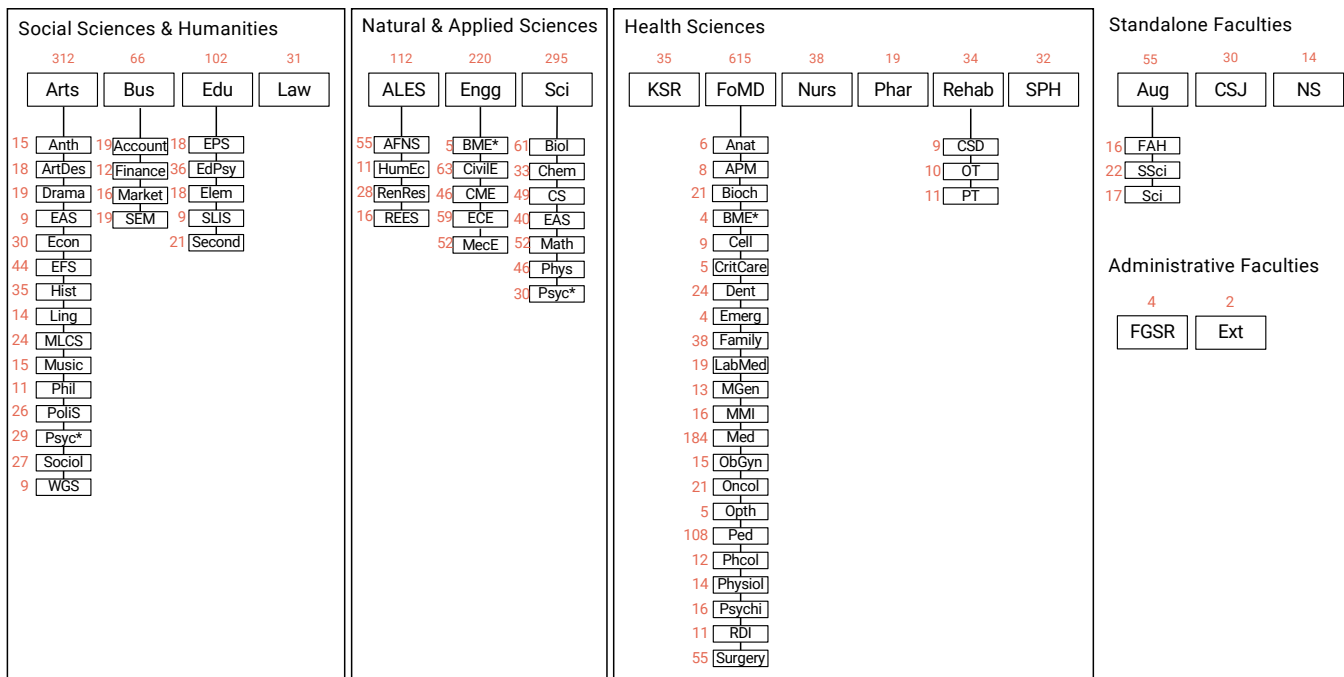 Social Sciences & Humanities
312 66 102 31
Arts Bus Edu Law
15 Anth 19 Account 18 EPS
18 ArtDes 12 Finance 36 EdPsy
19 Drama 16 Market 18 Elem
9 EAS 19 SEM 9 SLIS
30 Econ 21 Second
44 EFS
35 Hist
14 Ling
24 MLCS
15 Music
11 Phil
26 PoliS
29 Psyc*
27 Sociol
9 WGS
Natural & Applied Sciences
112 220 295
ALES Engg Sci
55 AFNS 5 BME* 61 Biol
11 HumEc 63 CivilE 33 Chem
28 RenRes 46 CME 49 CS
16 REES 59 ECE 40 EAS
52 MecE 52 Math
46 Phys
30 Psyc*
Health Sciences
35 615 38 19 34 32
KSR FoMD Nurs Phar Rehab SPH
6 Anat 9 CSD
8 APM 10 OT
21 Bioch 11 PT
4 BME*
9 Cell
5 CritCare
24 Dent
4 Emerg
38 Family
19 LabMed
13 MGen
16 MMI
184 Med
15 ObGyn
21 Oncol
5 Opth
108 Ped
12 Phcol
14 Physiol
16 Psychi
11 RDI
55 Surgery
Standalone Faculties
55 30 14
Aug CSJ NS
16 FAH
22 SSci
17 Sci
Administrative Faculties
4 2
FGSR Ext